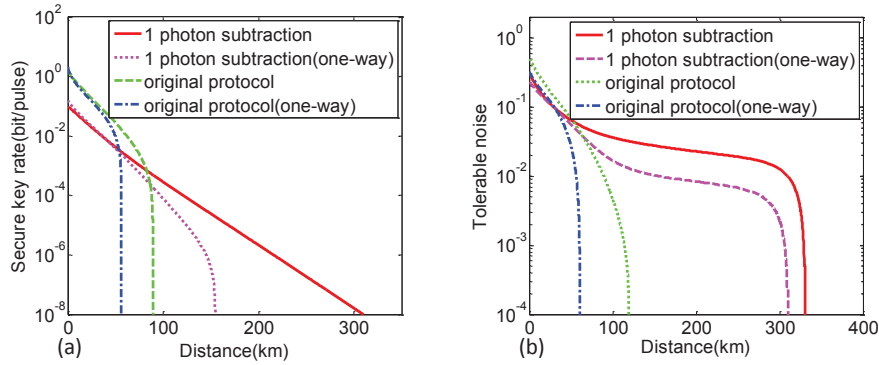 10^2
10^0
10^-2
10^-4
10^-6
10^-8
Secure key rate(bit/pulse)
1 photon subtraction
1 photon subtraction(one-way)
original protocol
original protocol(one-way)
0 100 200 300
Distance(km)
(a)
10^0
10^-1
10^-2
10^-3
10^-4
Tolerable noise
1 photon subtraction
1 photon subtraction(one-way)
original protocol
original protocol(one-way)
0 100 200 300 400
Distance(km)
(b)